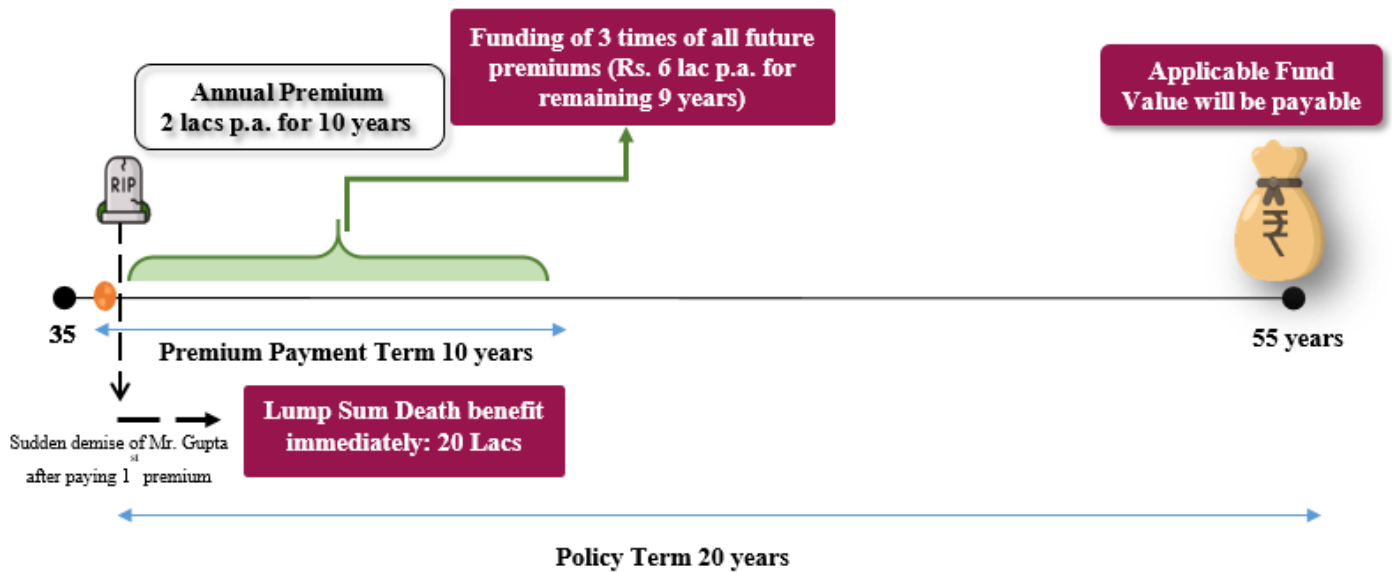 Funding of 3 times of all future
premiums (Rs. 6 lac p.a. for
remaining 9 years)
Annual Premium
2 lacs p.a. for 10 years
Applicable Fund
Value will be payable
RIP
₹
35
55 years
Premium Payment Term 10 years
Lump Sum Death benefit
immediately: 20 Lacs
Sudden demise of Mr. Gupta
after paying 1st premium
Policy Term 20 years